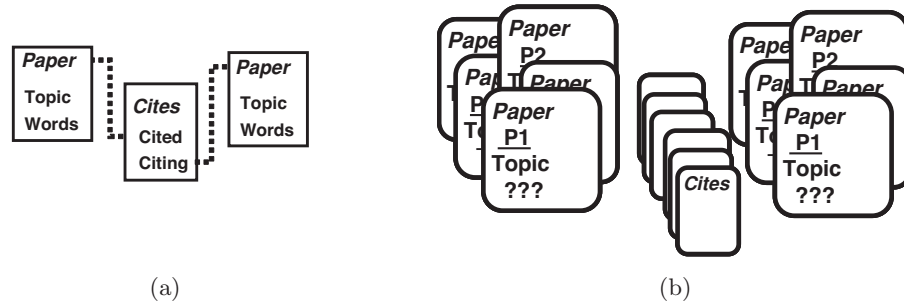 Paper
Topic
Words
Cites
Cited
Citing
Paper
Topic
Words
(a)
Paper
P2
Paper
P1
Topic
???
Cites
Paper
P2
Paper
P1
Topic
???
(b)